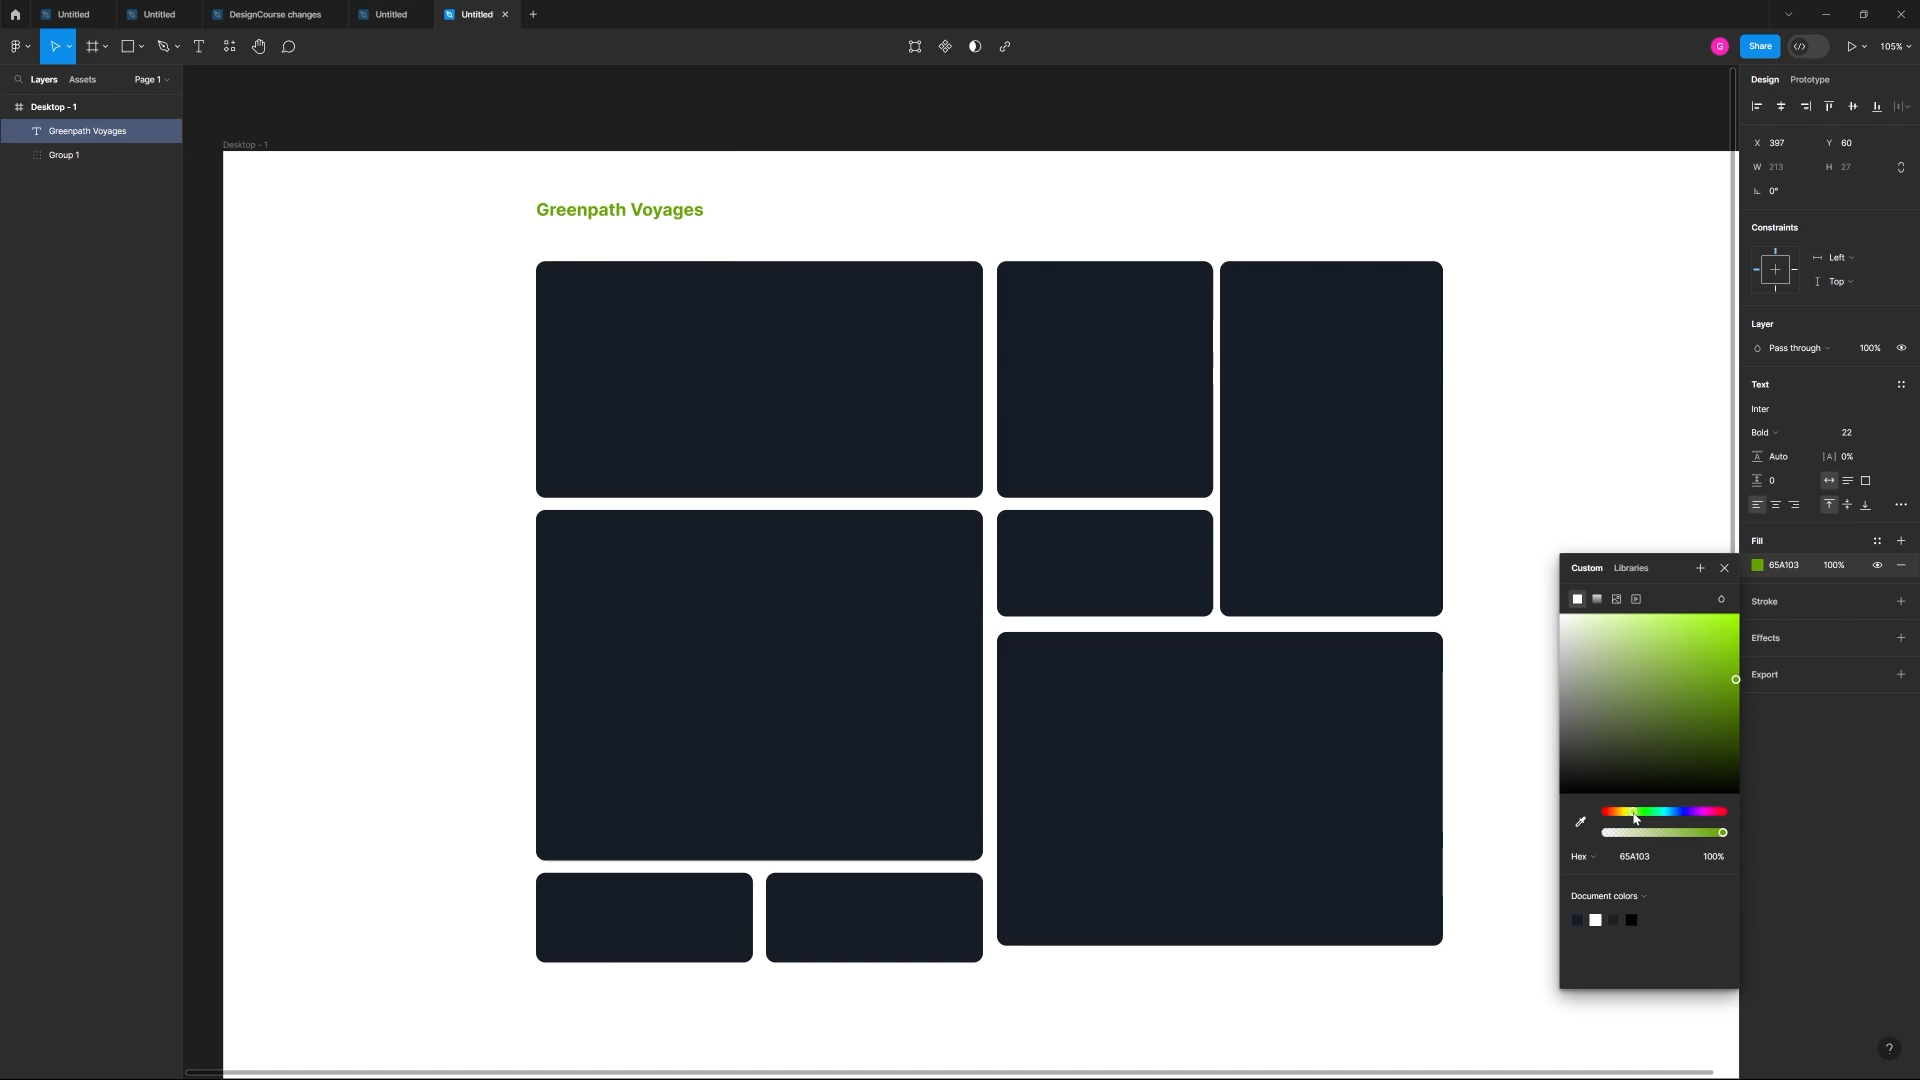 Untitled
Untitled
DesignCourse changes
Untitled
Untitled
G
Share
105%
Layers
Assets
Page 1
Desktop - 1
Greenpath Voyages
Group 1
Desktop - 1
Greenpath Voyages
Design
Prototype
X 397
Y 60
W 213
H 27
0°
Constraints
Left
Top
Layer
Pass through
100%
Text
Inter
Bold
22
Auto
|A| 0%
0
Fill
65A103
100%
Stroke
Effects
Export
Custom
Libraries
Hex
65A103
100%
Document colors
?